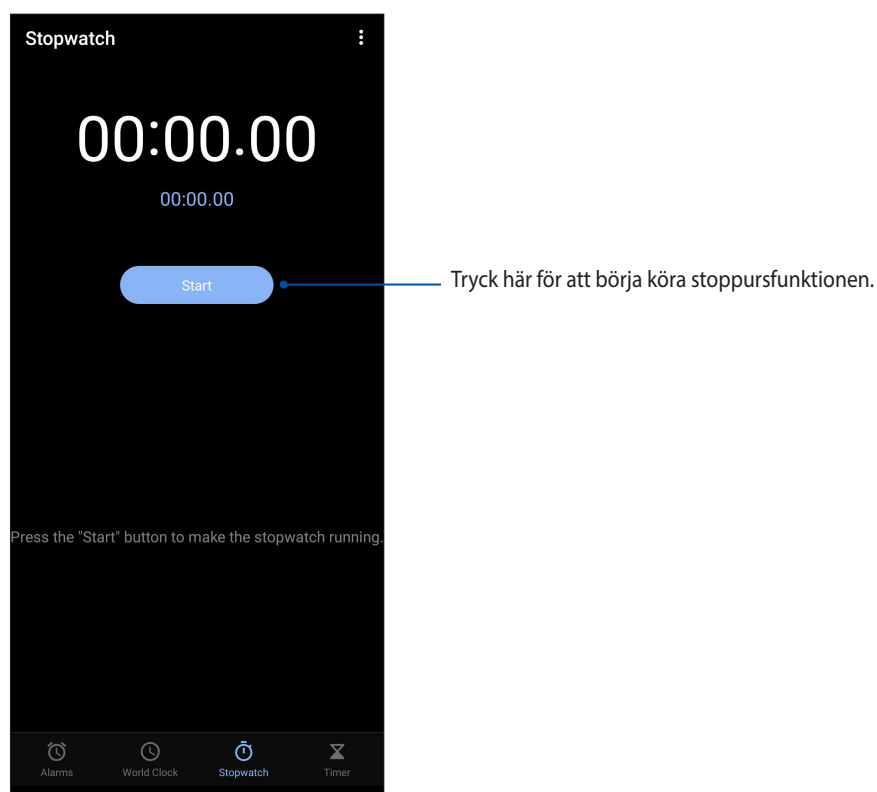 Stopwatch
00:00.00
00:00.00
Start
Tryck här för att börja köra stoppursfunktionen.
Press the "Start" button to make the stopwatch running.
Alarms
World Clock
Stopwatch
Timer